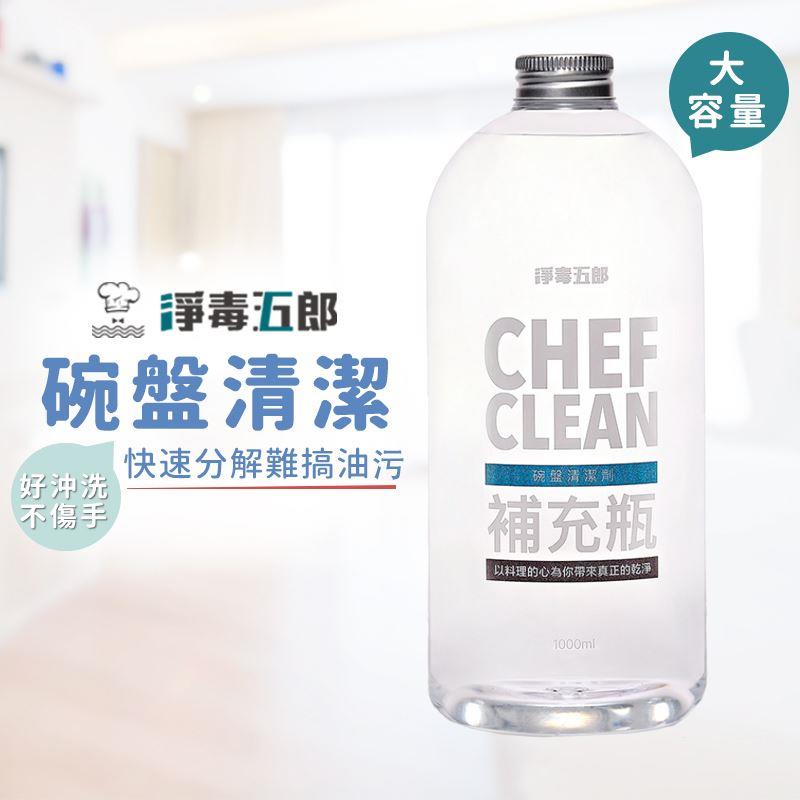 大
容量
淨毒五郎
碗盤清潔
快速分解難搞油污
好沖洗
不傷手
淨毒五郎
CHEF
CLEAN
碗盤清潔劑
補充瓶
以料理的心為你帶來真正的乾淨
1000ml